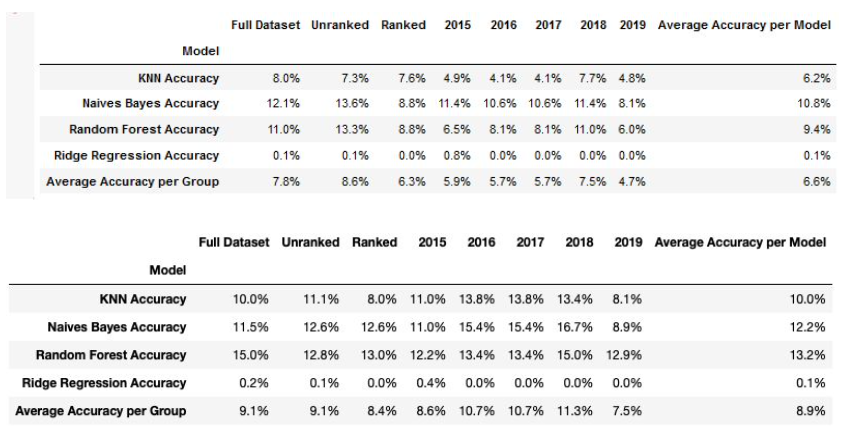 Full Dataset Unranked Ranked 2015 2016 2017 2018 2019 Average Accuracy per Model
Model
KNN Accuracy 8.0% 7.3% 7.6% 4.9% 4.1% 4.1% 7.7% 4.8% 6.2%
Naives Bayes Accuracy 12.1% 13.6% 8.8% 11.4% 10.6% 10.6% 11.4% 8.1% 10.8%
Random Forest Accuracy 11.0% 13.3% 8.8% 6.5% 8.1% 8.1% 11.0% 6.0% 9.4%
Ridge Regression Accuracy 0.1% 0.1% 0.0% 0.8% 0.0% 0.0% 0.0% 0.0% 0.1%
Average Accuracy per Group 7.8% 8.6% 6.3% 5.9% 5.7% 5.7% 7.5% 4.7% 6.6%
Full Dataset Unranked Ranked 2015 2016 2017 2018 2019 Average Accuracy per Model
Model
KNN Accuracy 10.0% 11.1% 8.0% 11.0% 13.8% 13.8% 13.4% 8.1% 10.0%
Naives Bayes Accuracy 11.5% 12.6% 12.6% 11.0% 15.4% 15.4% 16.7% 8.9% 12.2%
Random Forest Accuracy 15.0% 12.8% 13.0% 12.2% 13.4% 13.4% 15.0% 12.9% 13.2%
Ridge Regression Accuracy 0.2% 0.1% 0.0% 0.4% 0.0% 0.0% 0.0% 0.0% 0.1%
Average Accuracy per Group 9.1% 9.1% 8.4% 8.6% 10.7% 10.7% 11.3% 7.5% 8.9%